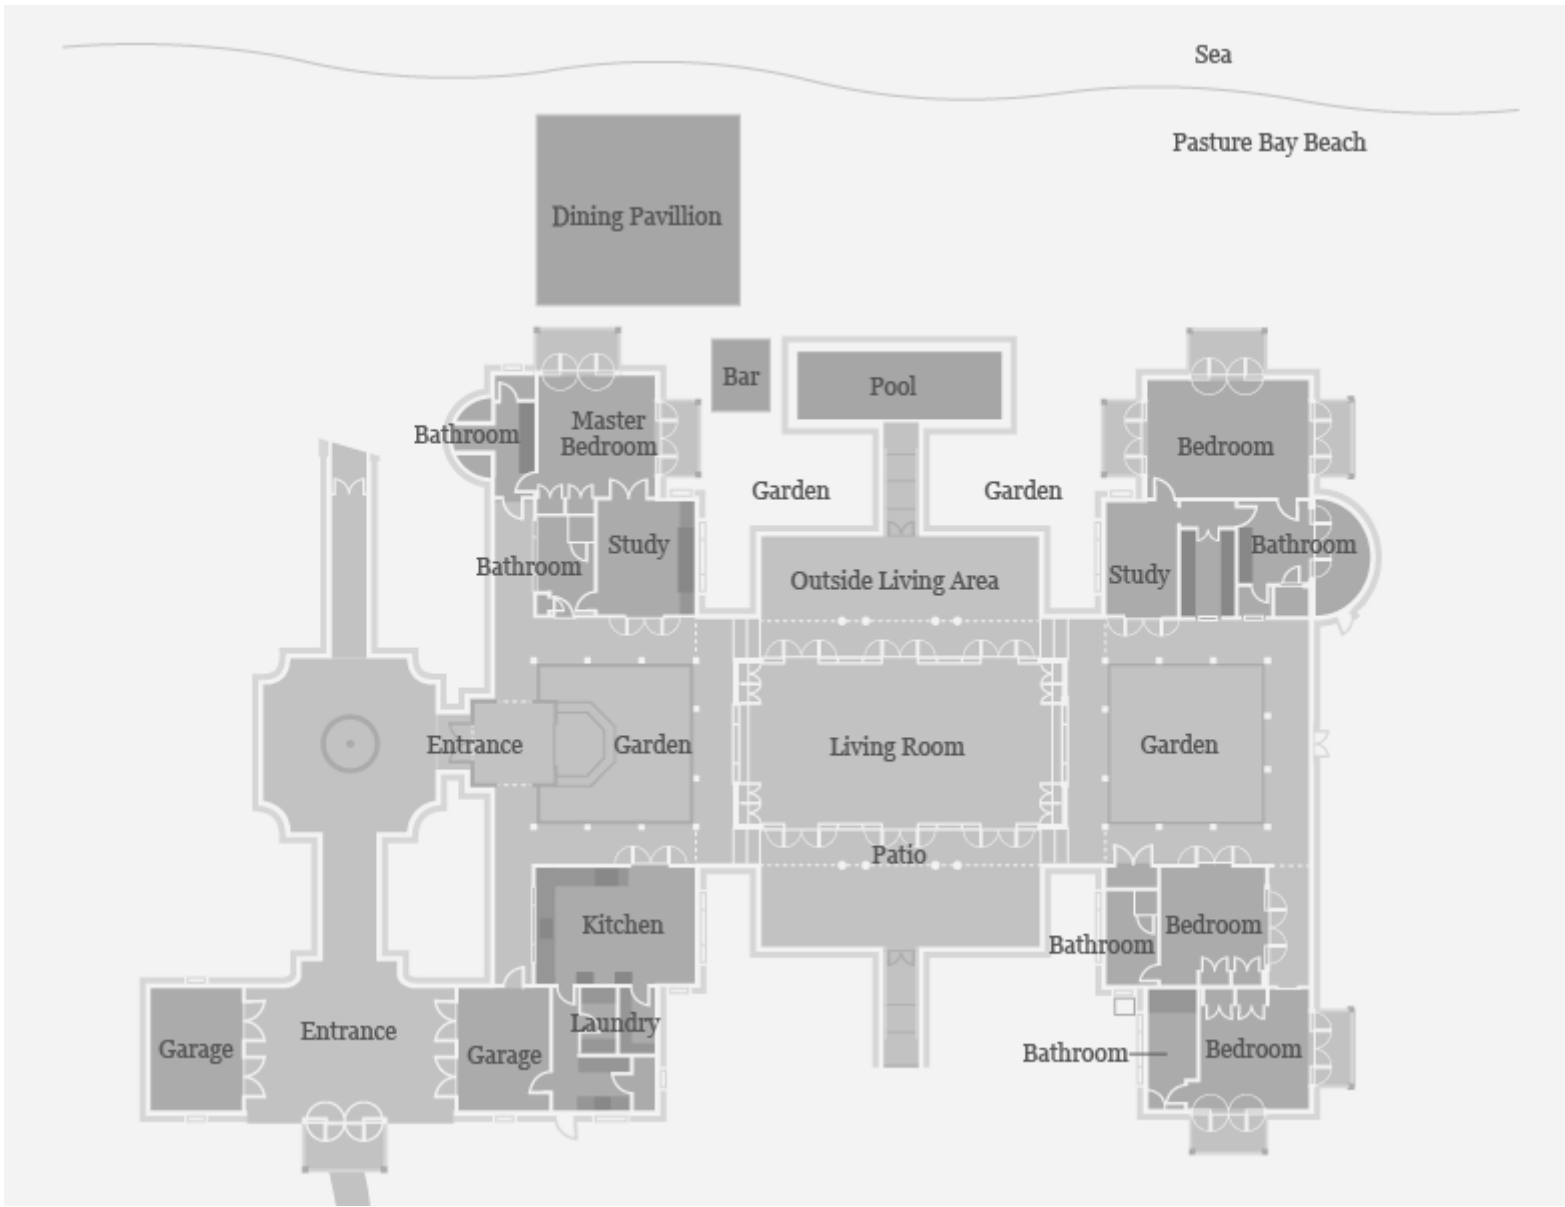 Sea
Pasture Bay Beach
Dining Pavillion
Bar
Pool
Master
Bedroom
Bathroom
Bedroom
Garden
Garden
Study
Bathroom
Bathroom
Outside Living Area
Study
Entrance
Garden
Living Room
Garden
Patio
Kitchen
Bedroom
Bathroom
Laundry
Entrance
Garage
Garage
Bathroom
Bedroom